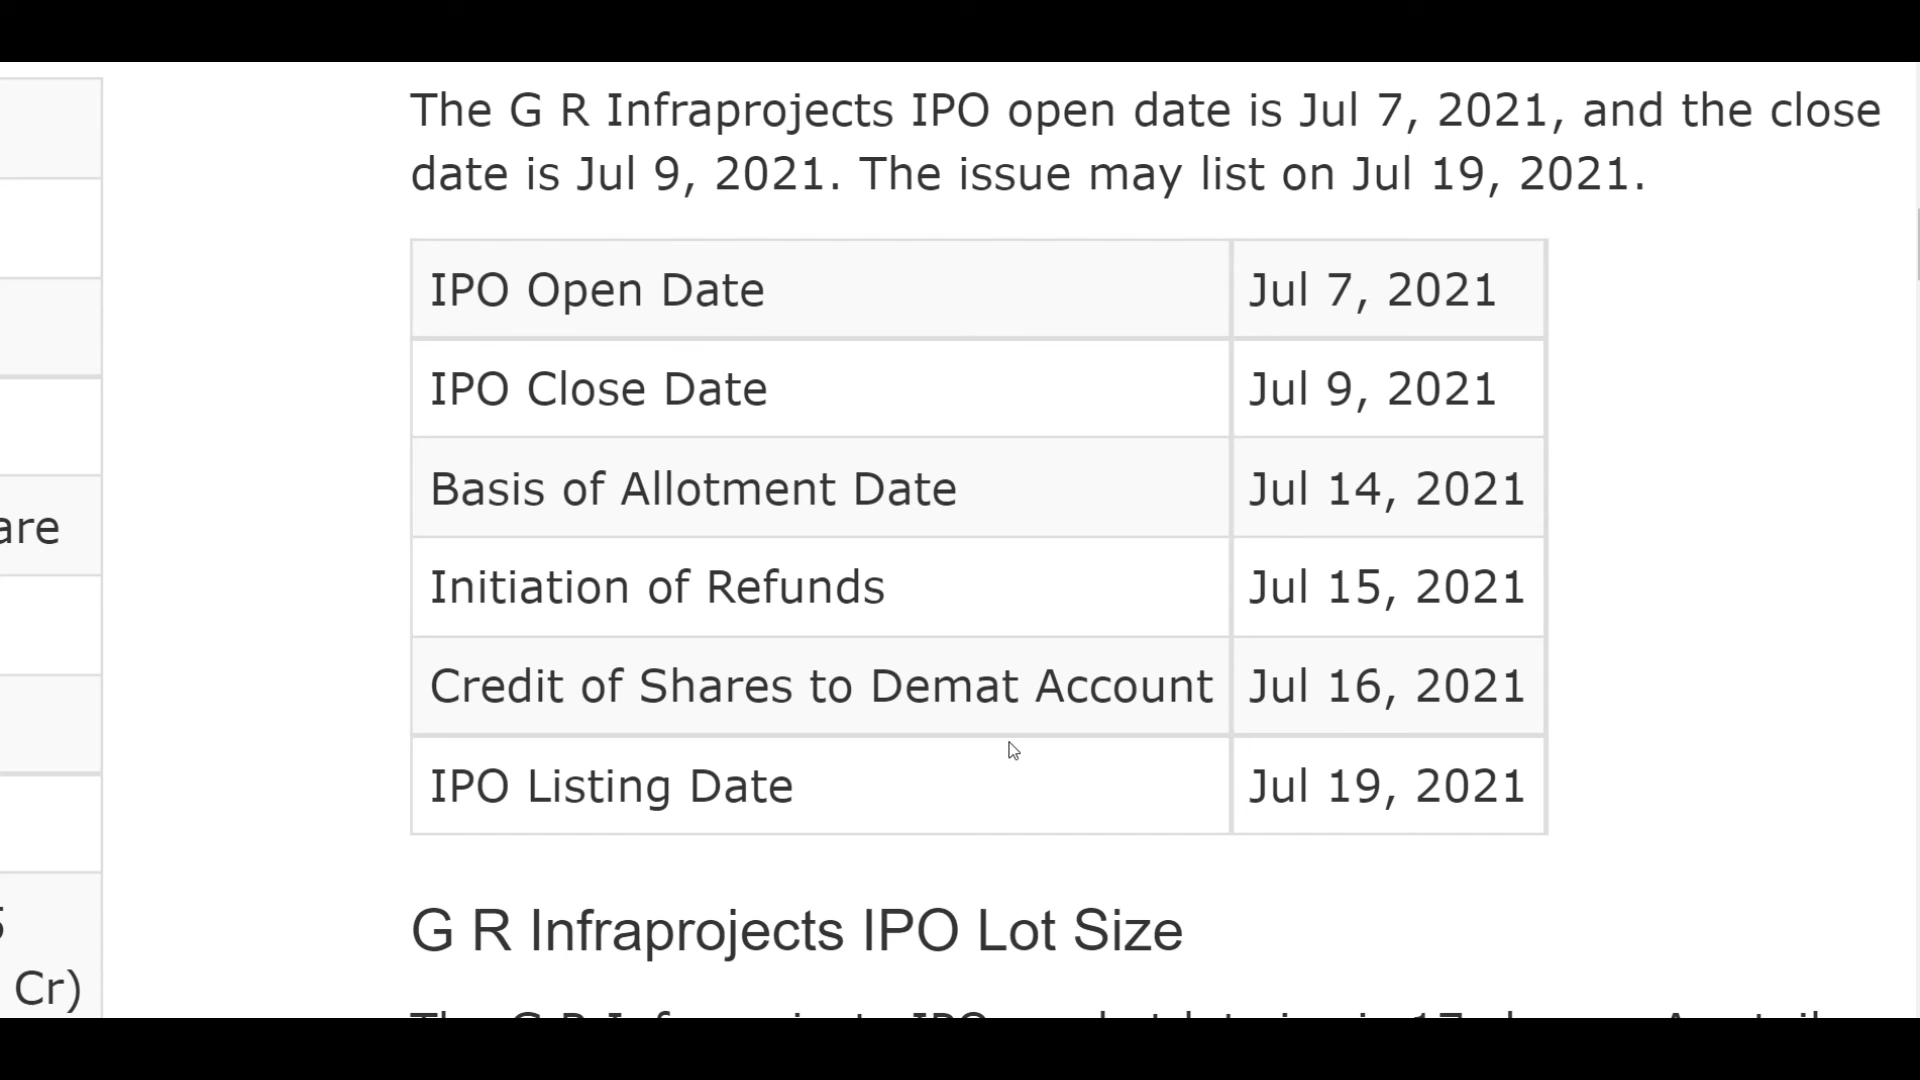 The G R Infraprojects IPO open date is Jul 7, 2021, and the close
date is Jul 9, 2021. The issue may list on Jul 19, 2021.
IPO Open Date Jul 7, 2021
IPO Close Date Jul 9, 2021
Basis of Allotment Date Jul 14, 2021
are
Initiation of Refunds Jul 15, 2021
Credit of Shares to Demat Account Jul 16, 2021
IPO Listing Date Jul 19, 2021
G R Infraprojects IPO Lot Size
Cr)